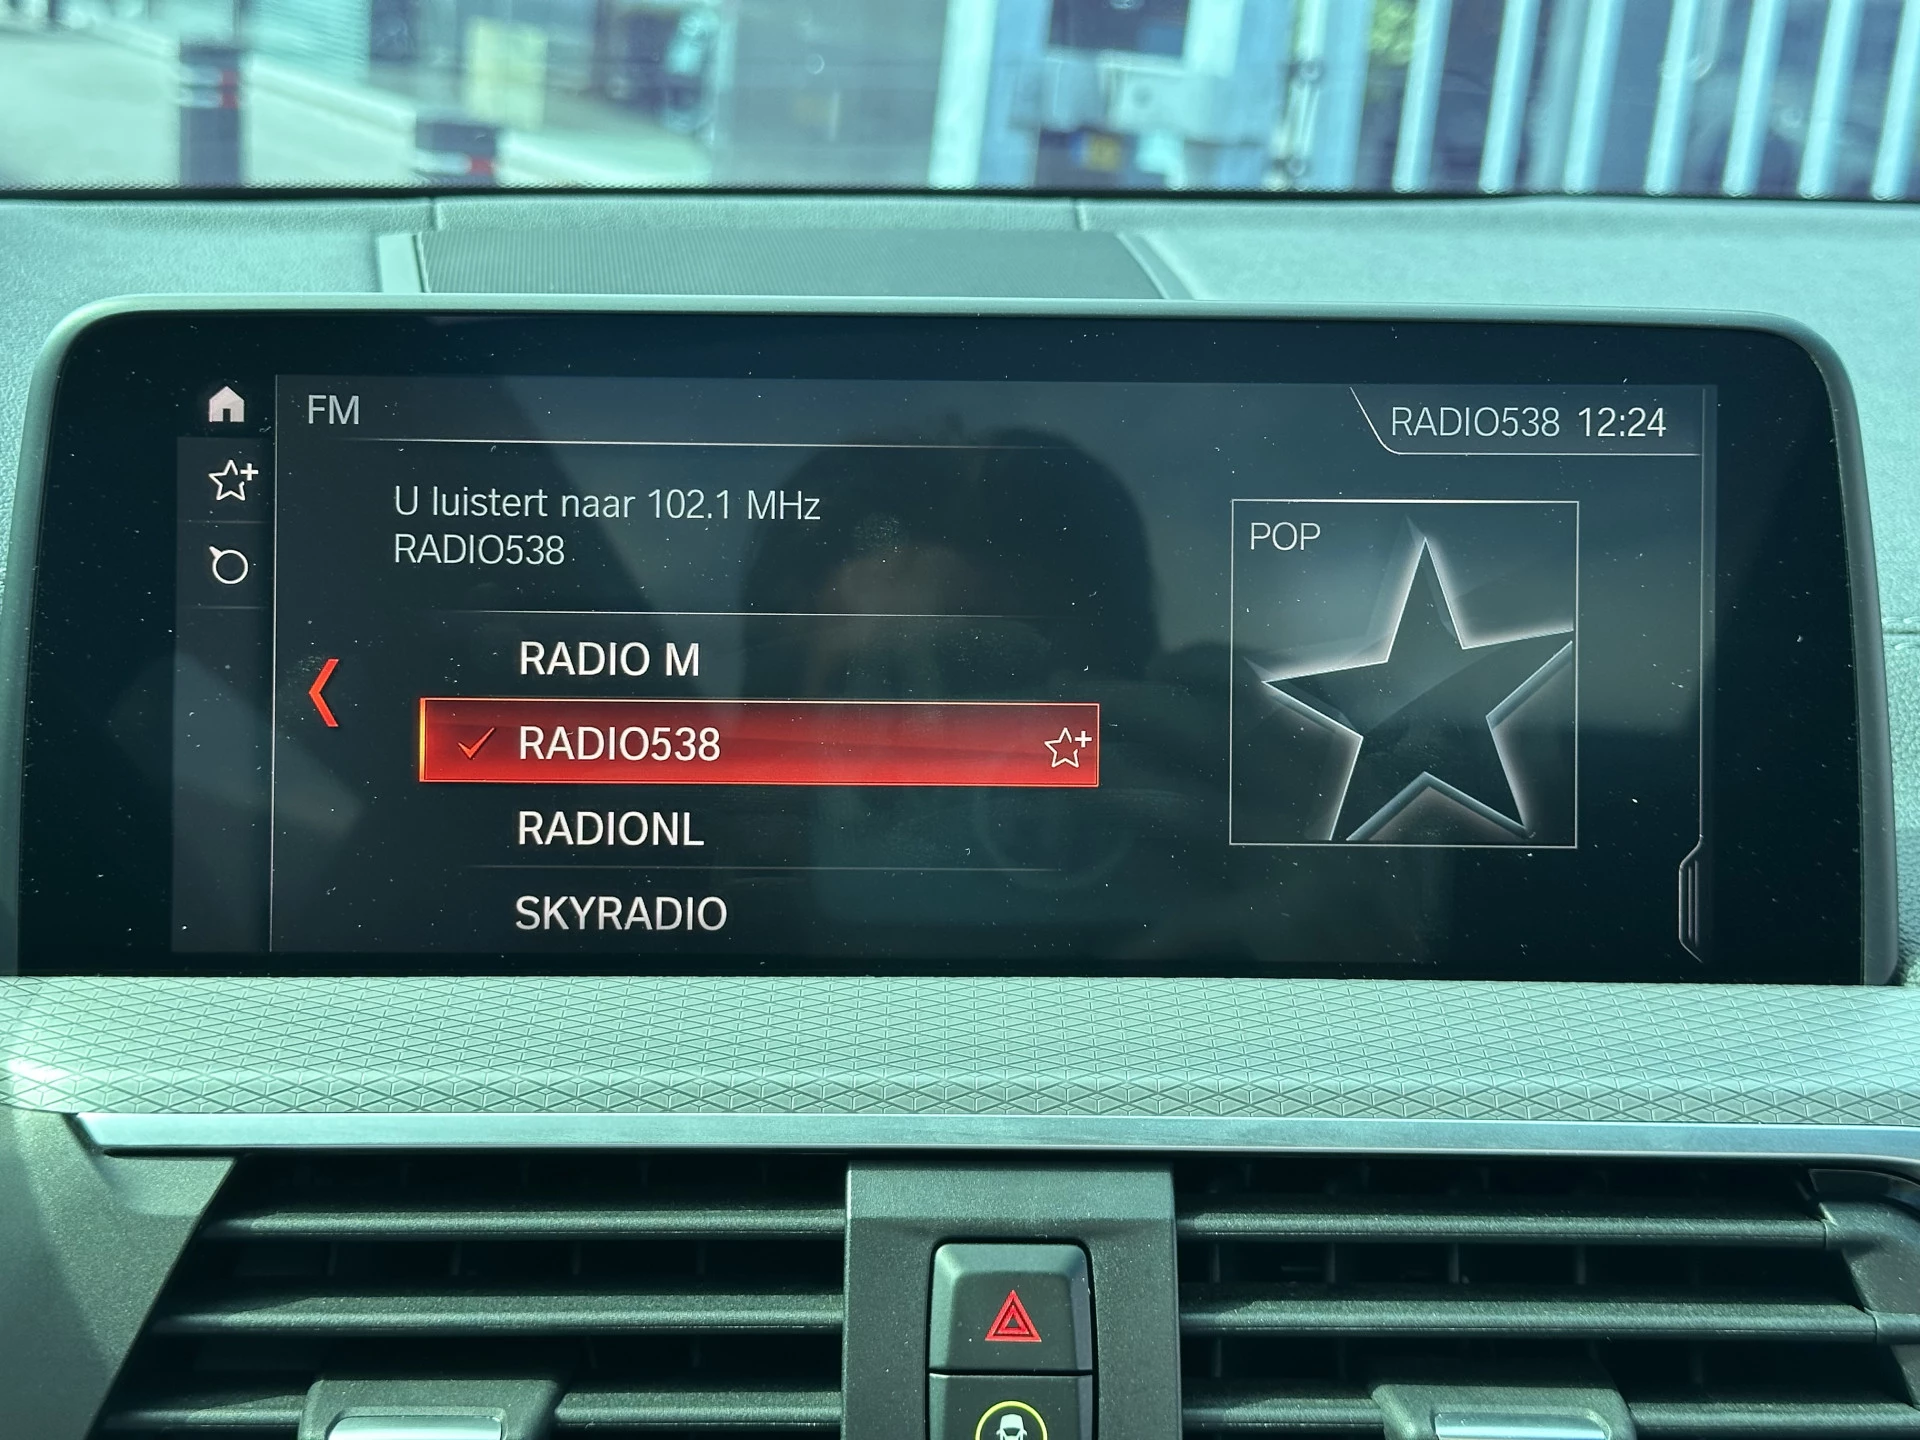 FM
RADIO538 12:24
U luistert naar 102.1 MHz
RADIO538
POP
RADIO M
RADIO538
RADIONL
SKYRADIO